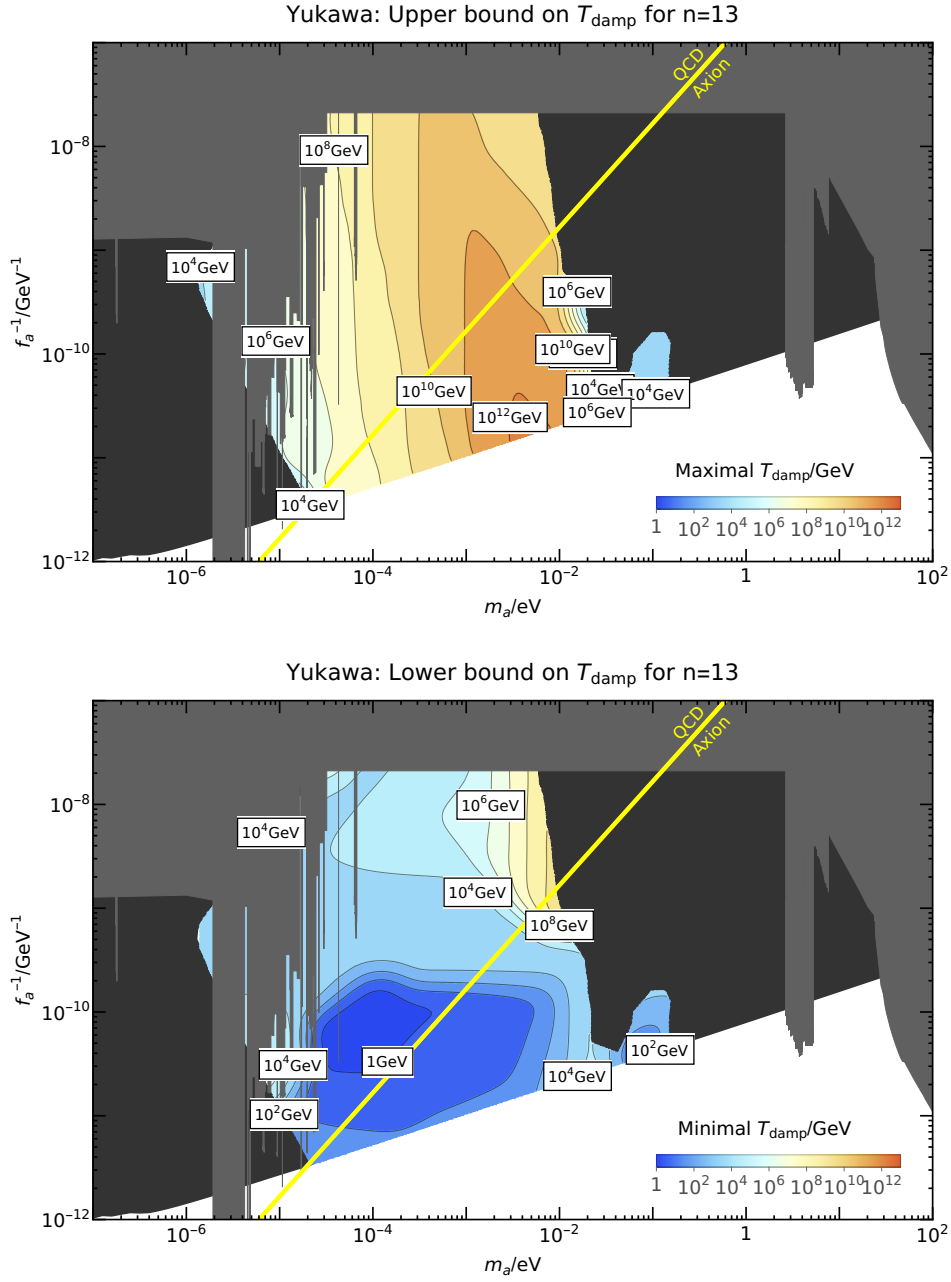 Yukawa: Upper bound on T_damp for n=13
QCD
Axion
10^-8
10^-10
10^-12
f_a^-1/GeV^-1
10^8GeV
10^4GeV
10^6GeV
10^6GeV
10^10GeV
10^10GeV
10^4GeV
10^4GeV
10^12GeV
10^6GeV
10^4GeV
Maximal T_damp/GeV
1 10^2 10^4 10^6 10^8 10^10 10^12
10^-6 10^-4 10^-2 1 10^2
m_a/eV
Yukawa: Lower bound on T_damp for n=13
QCD
Axion
10^-8
10^-10
10^-12
f_a^-1/GeV^-1
10^6GeV
10^4GeV
10^4GeV
10^8GeV
10^2GeV
1GeV
10^4GeV
10^4GeV
10^2GeV
Minimal T_damp/GeV
1 10^2 10^4 10^6 10^8 10^10 10^12
10^-6 10^-4 10^-2 1 10^2
m_a/eV